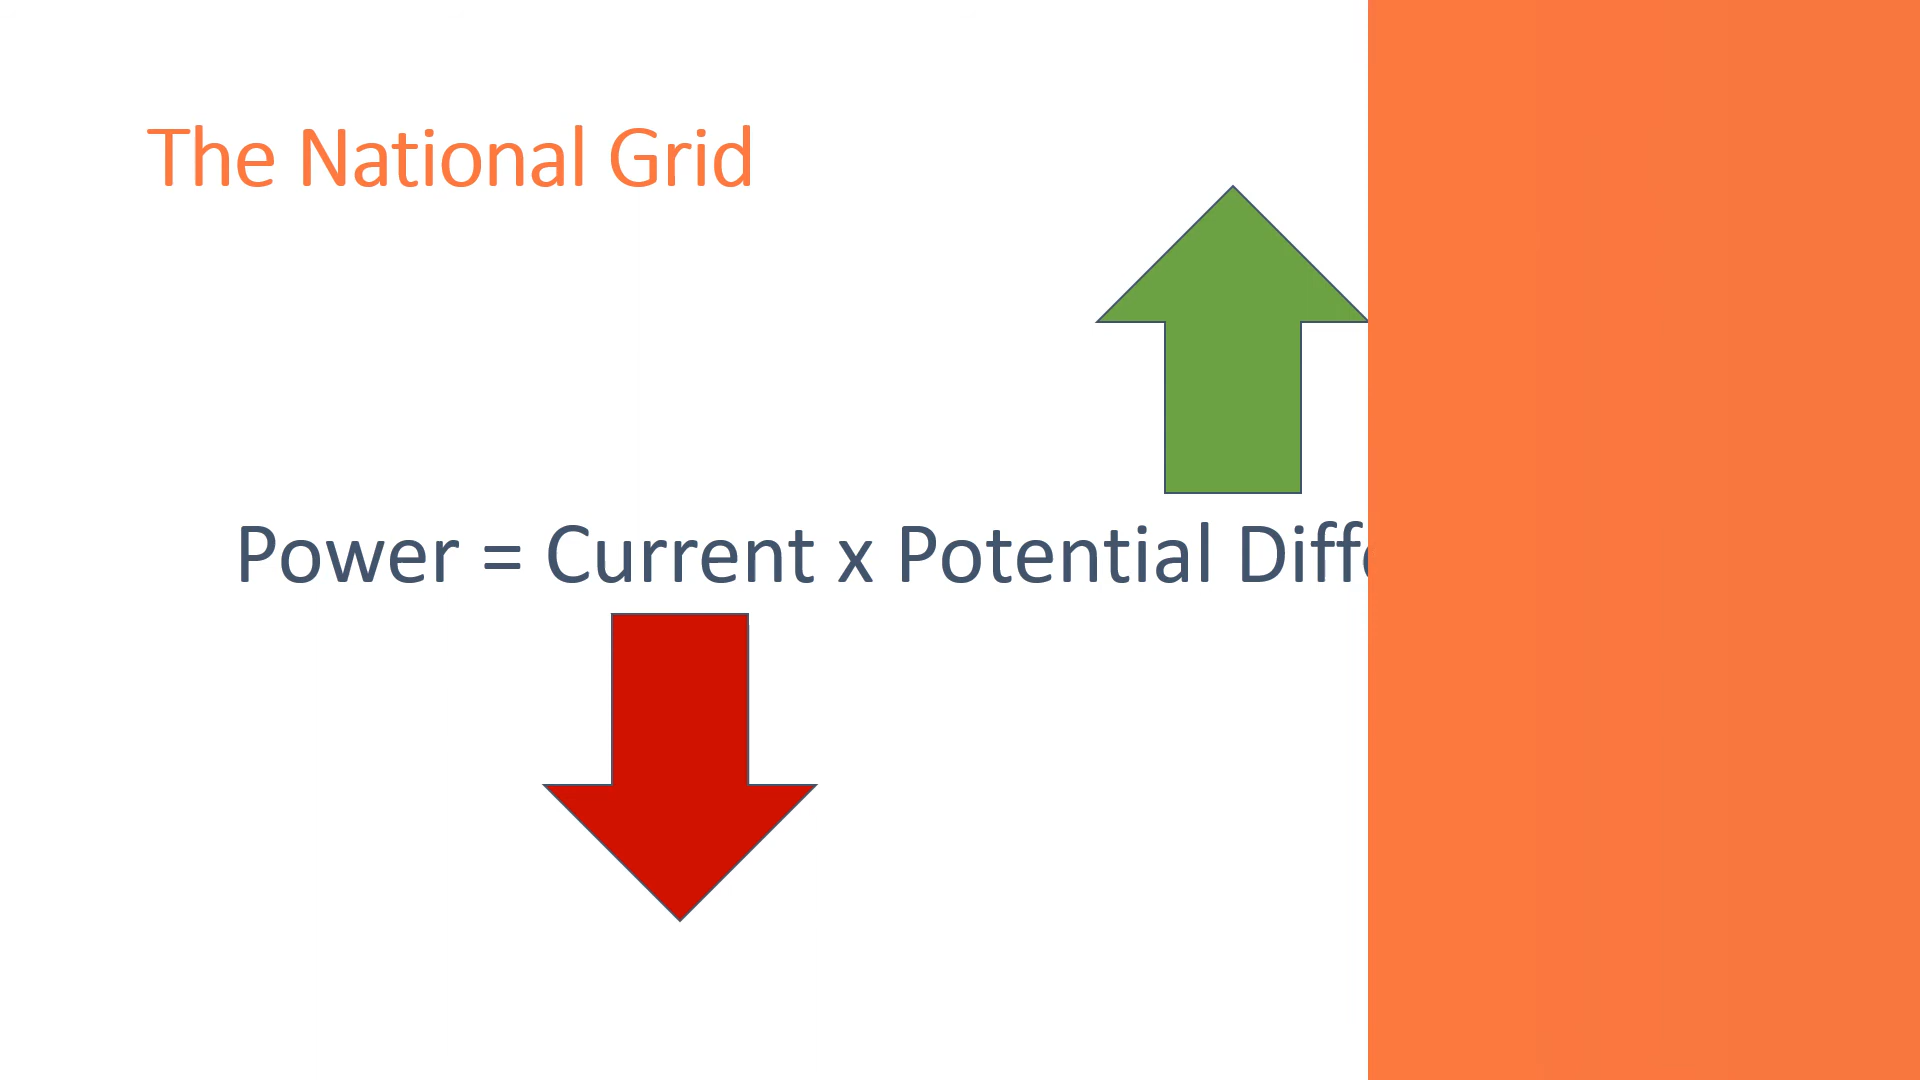 The National Grid
Power = Current x Potential